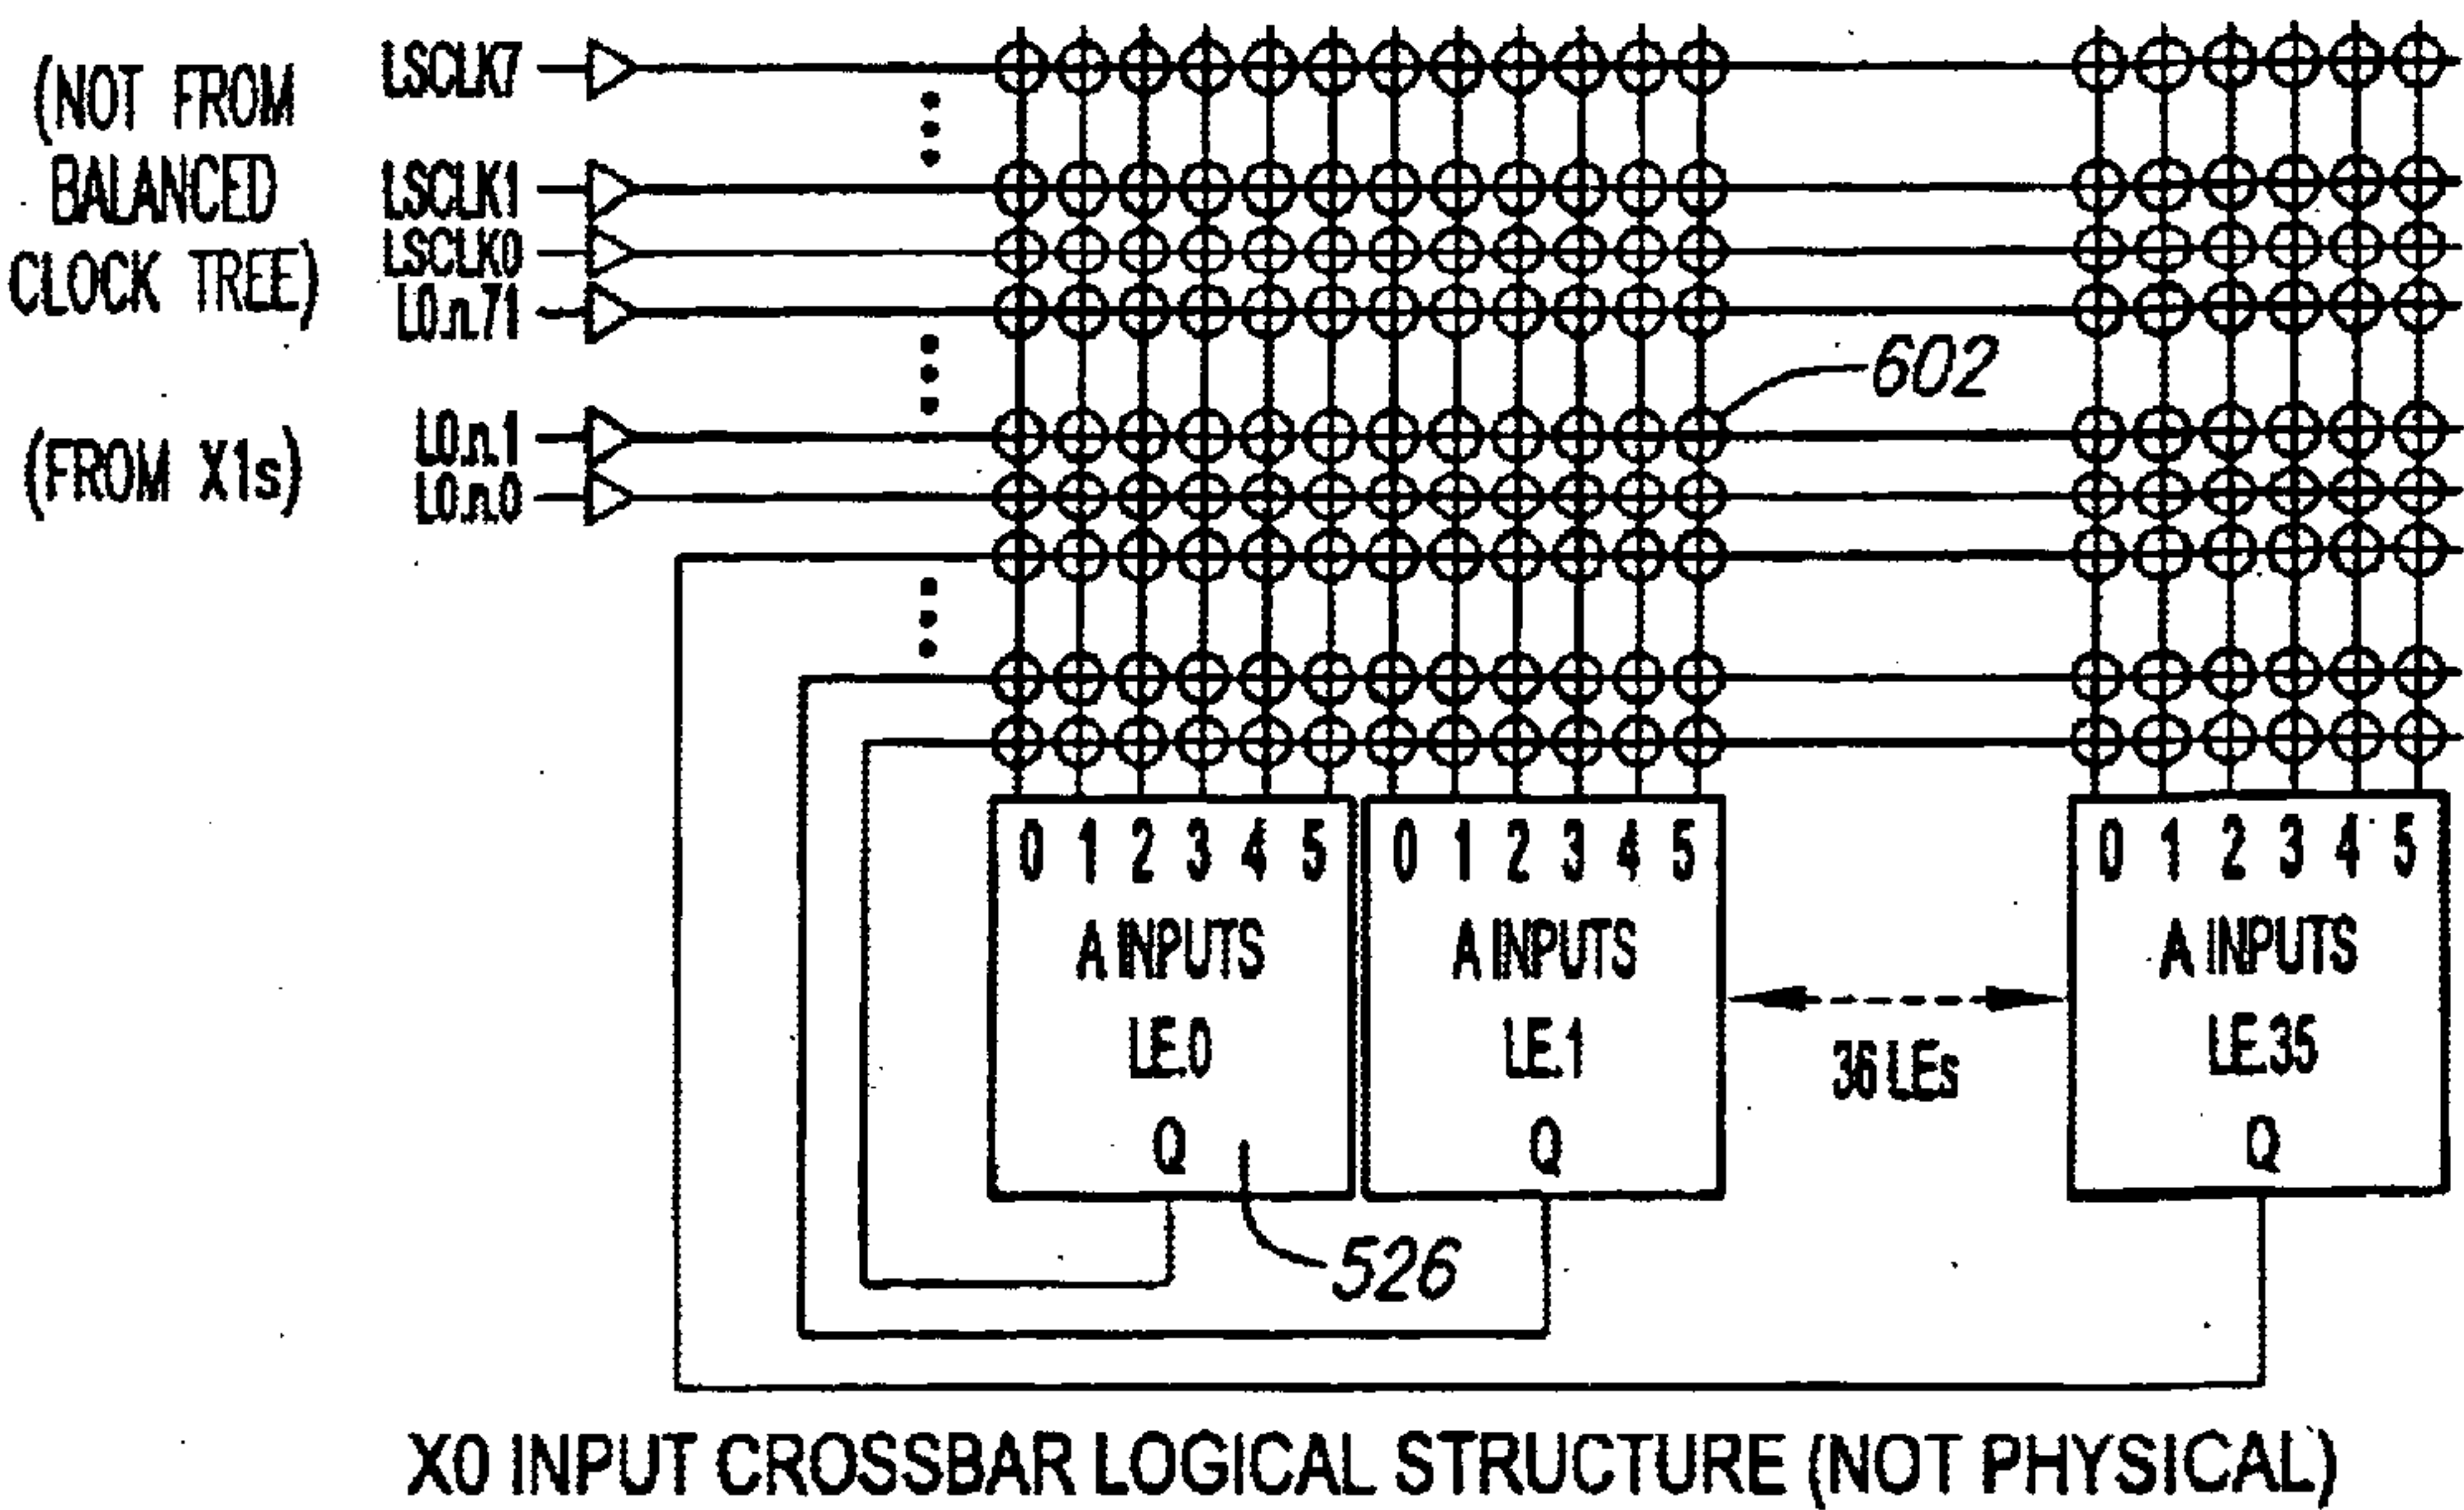 (NOT FROM
BALANCED
CLOCK TREE)
LSCLK7
LSCLK1
LSCLK0
L0.n.71
(FROM X1s)
L0.n.1
L0.n.0
602
0 1 2 3 4 5
A INPUTS
LE.0
Q
0 1 2 3 4 5
A INPUTS
LE.1
Q
36 LEs
0 1 2 3 4 5
A INPUTS
LE.35
Q
526
X0 INPUT CROSSBAR LOGICAL STRUCTURE (NOT PHYSICAL)